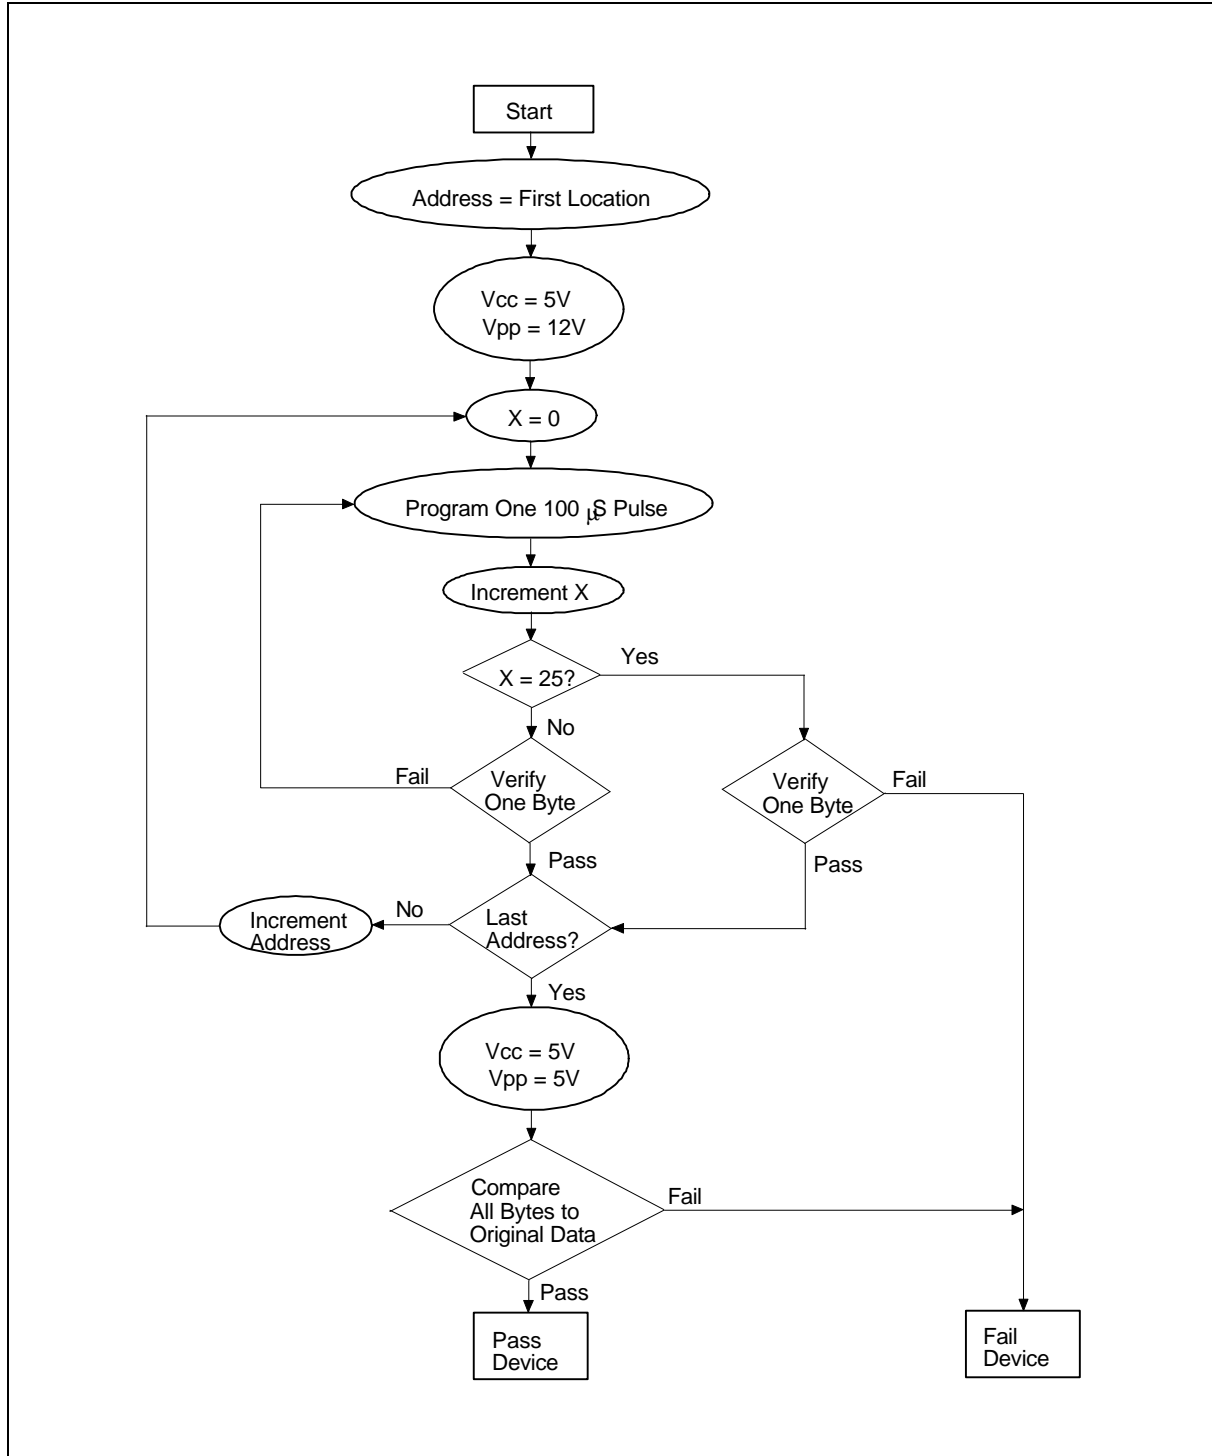 Start
Address = First Location
Vcc = 5V
Vpp = 12V
X = 0
Program One 100 μS Pulse
Increment X
X = 25?
Yes
No
Fail
Verify
One Byte
Verify
One Byte
Fail
Pass
Pass
Increment
Address
No
Last
Address?
Yes
Vcc = 5V
Vpp = 5V
Compare
All Bytes to
Original Data
Fail
Pass
Pass
Device
Fail
Device